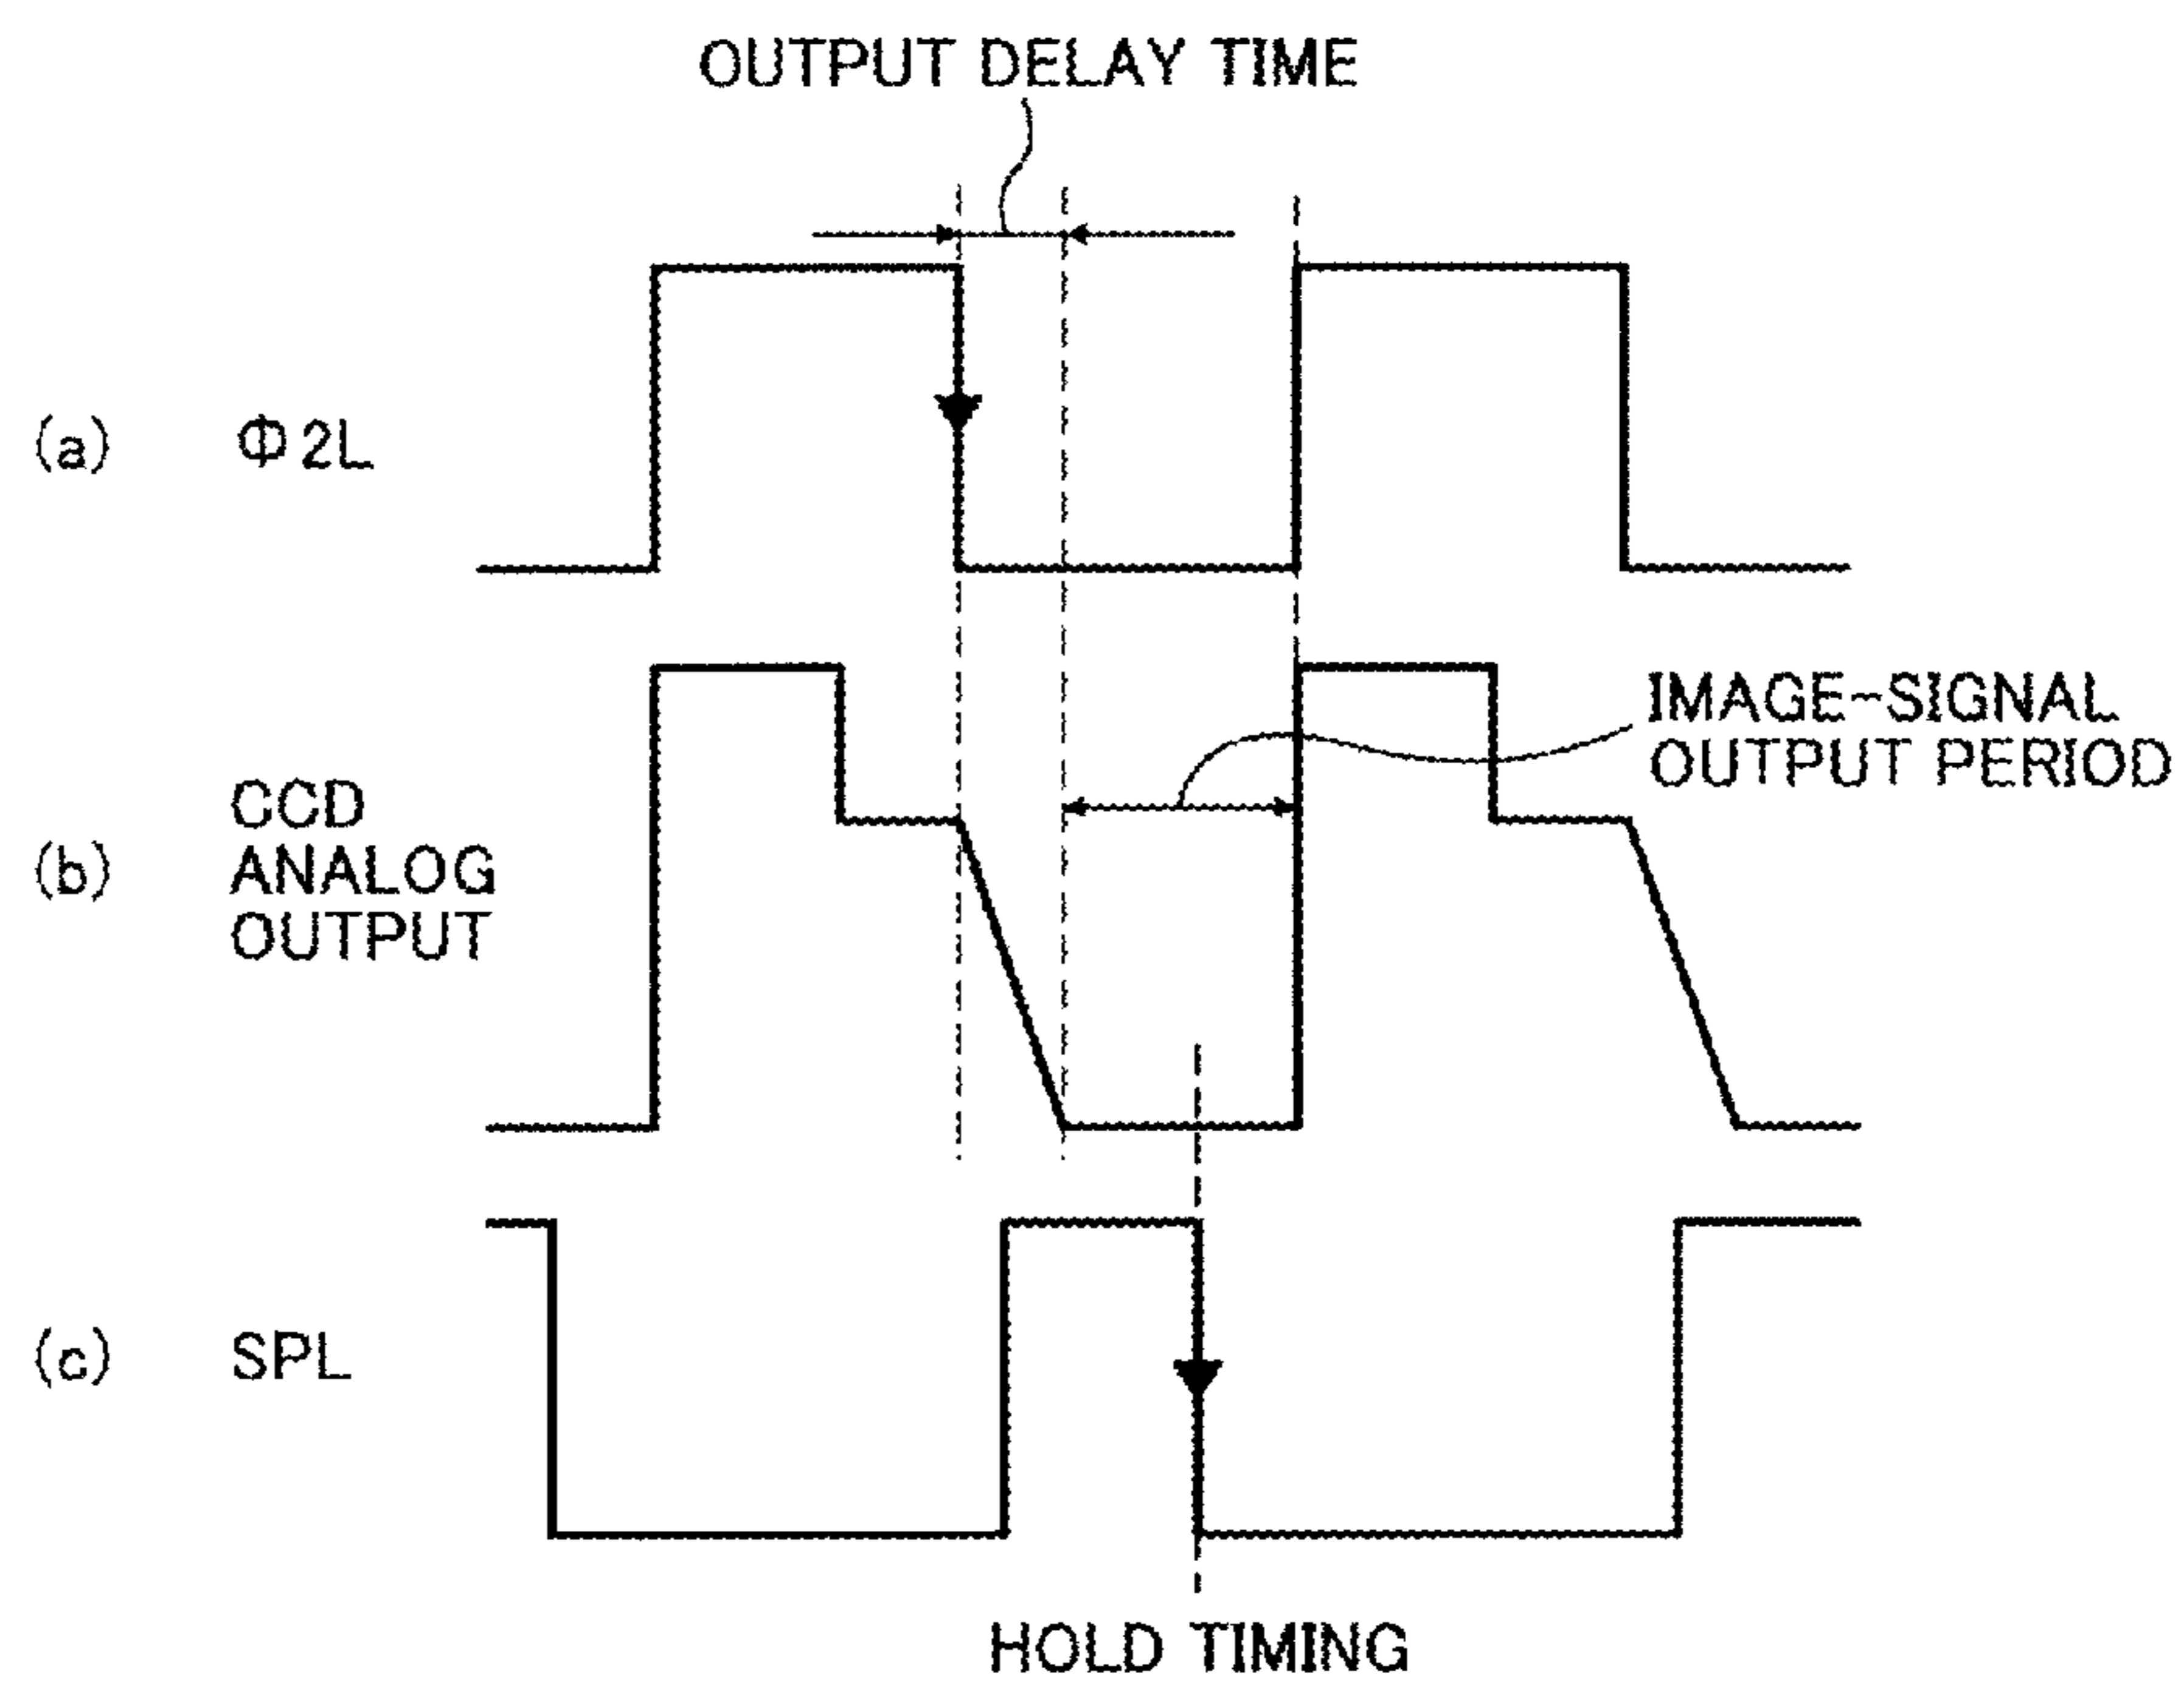 OUTPUT DELAY TIME
(a) Φ2L
IMAGE-SIGNAL
OUTPUT PERIOD
(b) CCD
ANALOG
OUTPUT
(c) SPL
HOLD TIMING